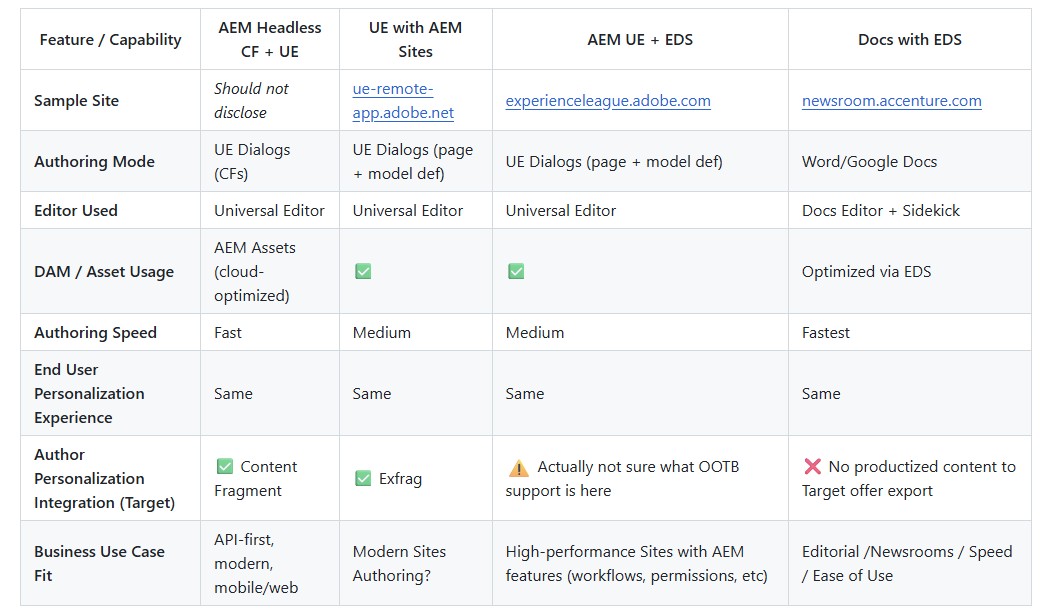 Feature / Capability
AEM Headless
CF + UE
UE with AEM
Sites
AEM UE + EDS
Docs with EDS
Sample Site
Should not
disclose
ue-remote-
app.adobe.net
experienceleague.adobe.com
newsroom.accenture.com
Authoring Mode
UE Dialogs
(CFs)
UE Dialogs (page
+ model def)
UE Dialogs (page + model def)
Word/Google Docs
Editor Used
Universal Editor
Universal Editor
Universal Editor
Docs Editor + Sidekick
DAM / Asset Usage
AEM Assets
(cloud-
optimized)
✅
✅
Optimized via EDS
Authoring Speed
Fast
Medium
Medium
Fastest
End User
Personalization
Experience
Same
Same
Same
Same
Author
Personalization
Integration (Target)
✅ Content
Fragment
✅ Exfrag
⚠️ Actually not sure what OOTB
support is here
❌ No productized content to
Target offer export
Business Use Case
Fit
API-first,
modern,
mobile/web
Modern Sites
Authoring?
High-performance Sites with AEM
features (workflows, permissions, etc)
Editorial /Newsrooms / Speed
/ Ease of Use